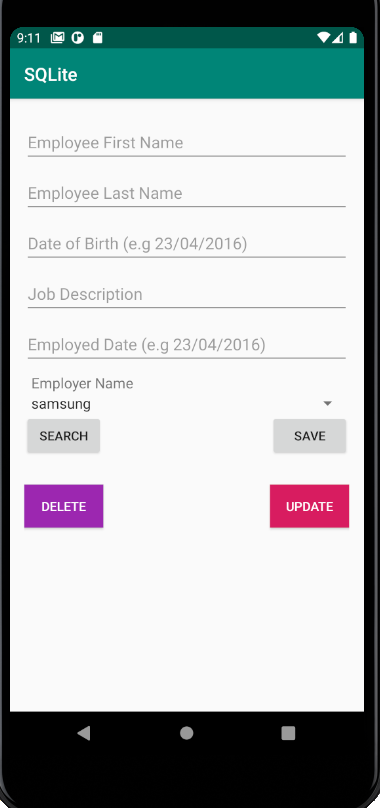 9:11
SQLite
Employee First Name
Employee Last Name
Date of Birth (e.g 23/04/2016)
Job Description
Employed Date (e.g 23/04/2016)
Employer Name
samsung
SEARCH SAVE
DELETE UPDATE